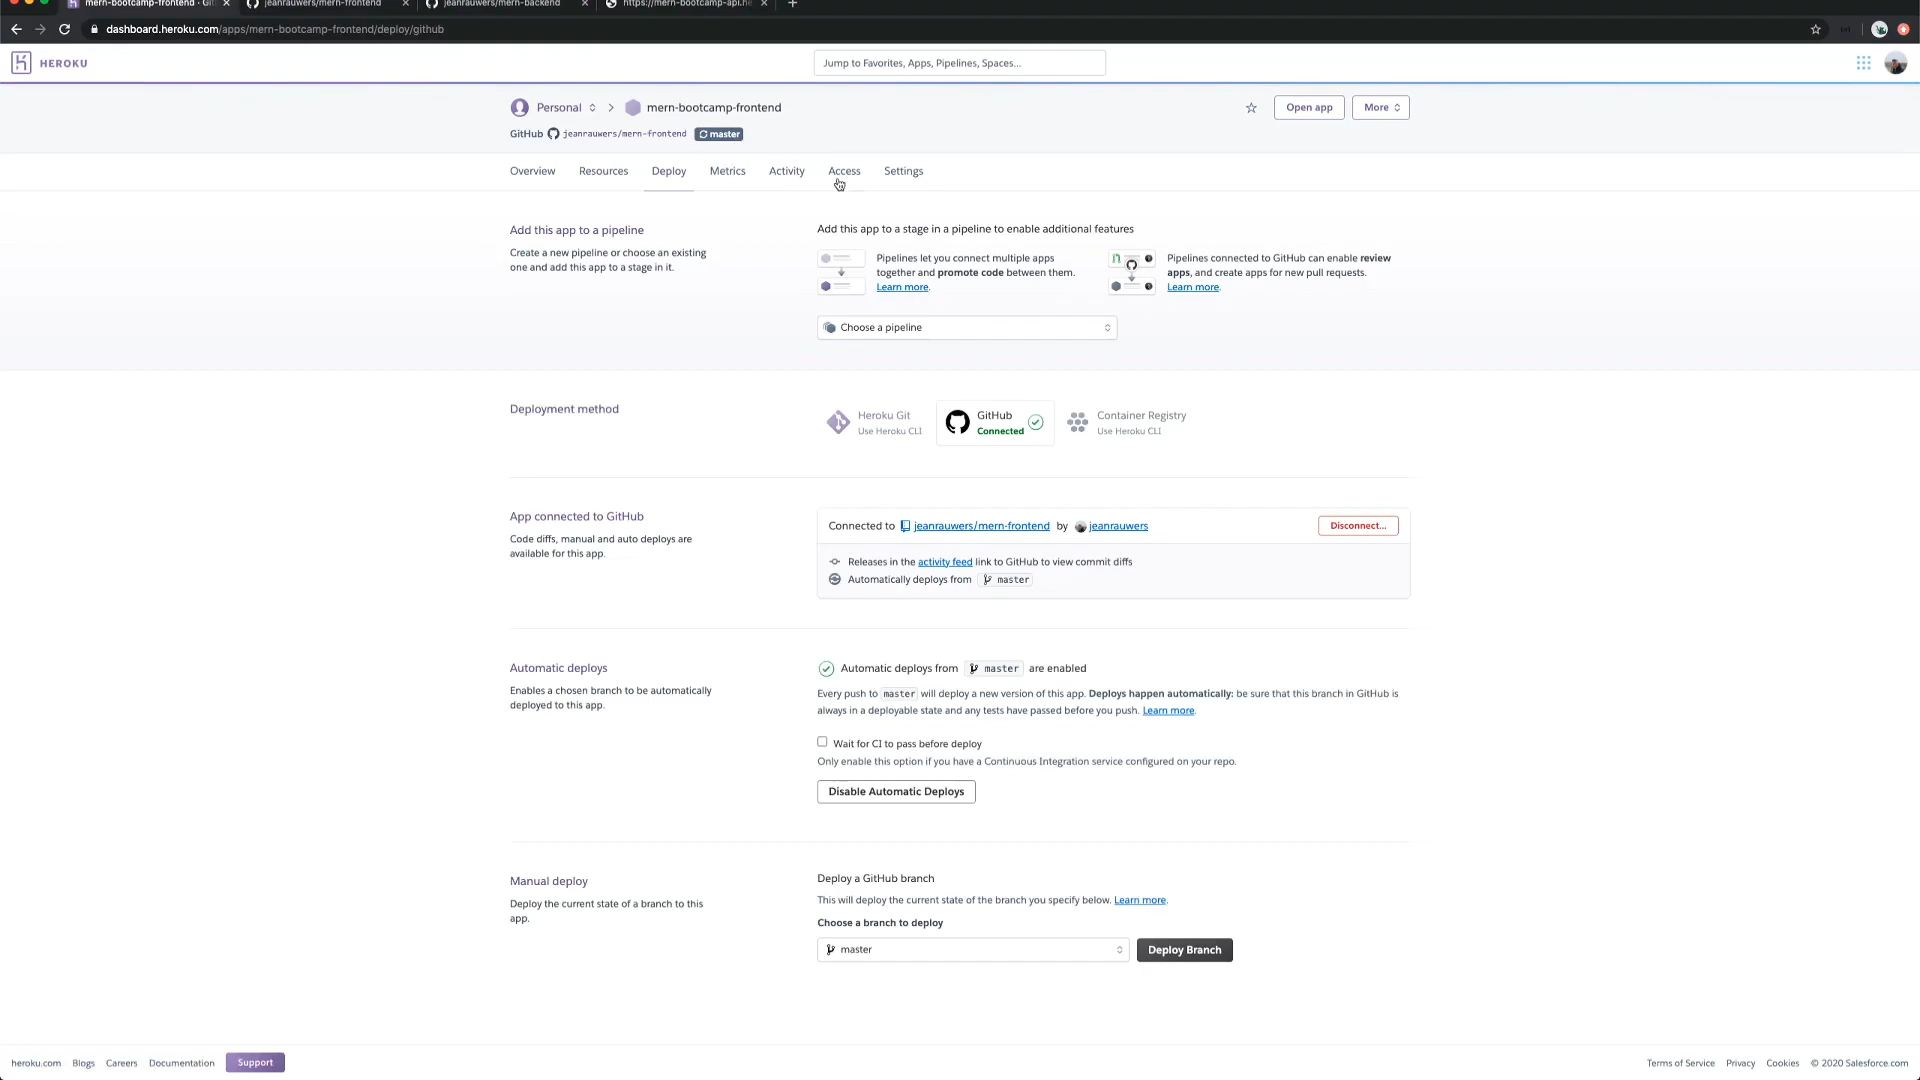 mern-bootcamp-frontend · Git
jeanrauwers/mern-frontend
jeanrauwers/mern-backend
https://mern-bootcamp-api.he
dashboard.heroku.com/apps/mern-bootcamp-frontend/deploy/github
HEROKU
Jump to Favorites, Apps, Pipelines, Spaces...
Personal
mern-bootcamp-frontend
Open app
More
GitHub jeanrauwers/mern-frontend master
Overview
Resources
Deploy
Metrics
Activity
Access
Settings
Add this app to a pipeline
Create a new pipeline or choose an existing
one and add this app to a stage in it.
Add this app to a stage in a pipeline to enable additional features
Pipelines let you connect multiple apps
together and promote code between them.
Learn more.
Pipelines connected to GitHub can enable review
apps, and create apps for new pull requests.
Learn more.
Choose a pipeline
Deployment method
Heroku Git
Use Heroku CLI
GitHub
Connected
Container Registry
Use Heroku CLI
App connected to GitHub
Code diffs, manual and auto deploys are
available for this app.
Connected to jeanrauwers/mern-frontend by jeanrauwers
Disconnect...
Releases in the activity feed link to GitHub to view commit diffs
Automatically deploys from master
Automatic deploys
Enables a chosen branch to be automatically
deployed to this app.
Automatic deploys from master are enabled
Every push to master will deploy a new version of this app. Deploys happen automatically: be sure that this branch in GitHub is
always in a deployable state and any tests have passed before you push. Learn more.
Wait for CI to pass before deploy
Only enable this option if you have a Continuous Integration service configured on your repo.
Disable Automatic Deploys
Manual deploy
Deploy the current state of a branch to this
app.
Deploy a GitHub branch
This will deploy the current state of the branch you specify below. Learn more.
Choose a branch to deploy
master
Deploy Branch
heroku.com
Blogs
Careers
Documentation
Support
Terms of Service
Privacy
Cookies
© 2020 Salesforce.com